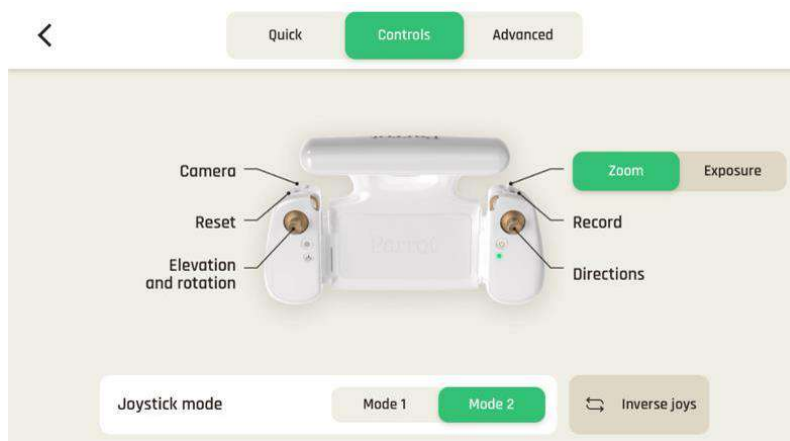 Quick
Controls
Advanced
Camera
Reset
Elevation
and rotation
Zoom
Exposure
Record
Directions
Parrot
Joystick mode
Mode 1
Mode 2
Inverse joys